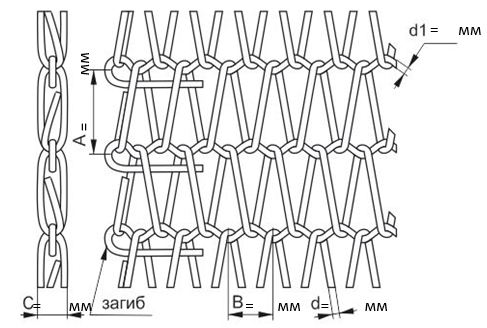 d1 = мм
A = мм
C= мм
загиб
B = мм
d= мм